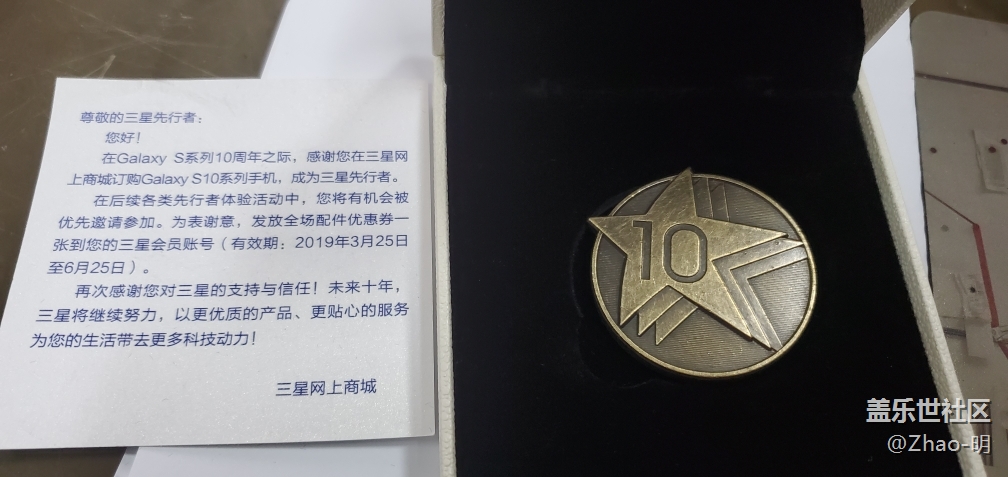 尊敬的三星先行者：
您好！
在Galaxy S系列10周年之际，感谢您在三星网
上商城订购Galaxy S10系列手机，成为三星先行者。
在后续各类先行者体验活动中，您将有机会被
优先邀请参加。为表谢意，发放全场配件优惠券一
张到您的三星会员账号（有效期：2019年3月25日
至6月25日）。
再次感谢您对三星的支持与信任！未来十年，
三星将继续努力，以更优质的产品、更贴心的服务
为您的生活带去更多科技动力！
三星网上商城
10
盖乐世社区
@Zhao-明